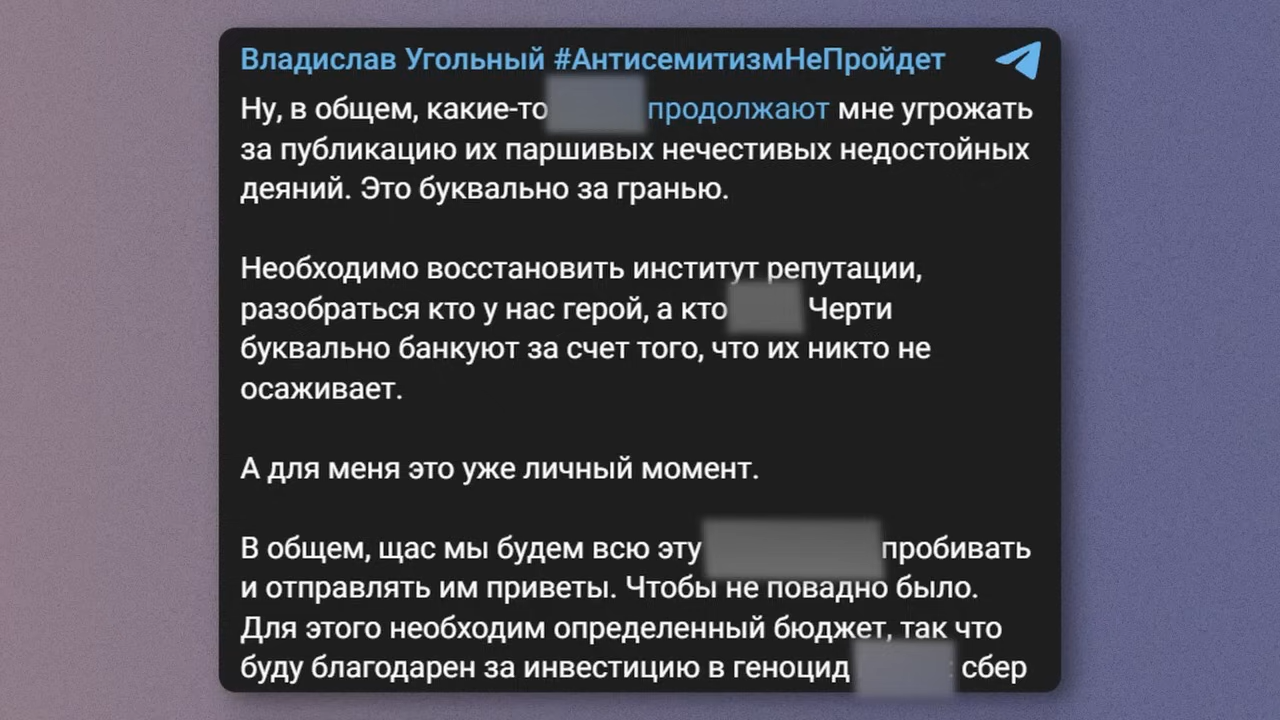 Владислав Угольный #АнтисемитизмНеПройдет
Ну, в общем, какие-то продолжают мне угрожать
за публикацию их паршивых нечестивых недостойных
деяний. Это буквально за гранью.
Необходимо восстановить институт репутации,
разобраться кто у нас герой, а кто Черти
буквально банкуют за счет того, что их никто не
осаживает.
А для меня это уже личный момент.
В общем, щас мы будем всю эту пробивать
и отправлять им приветы. Чтобы не повадно было.
Для этого необходим определенный бюджет, так что
буду благодарен за инвестицию в геноцид сбер